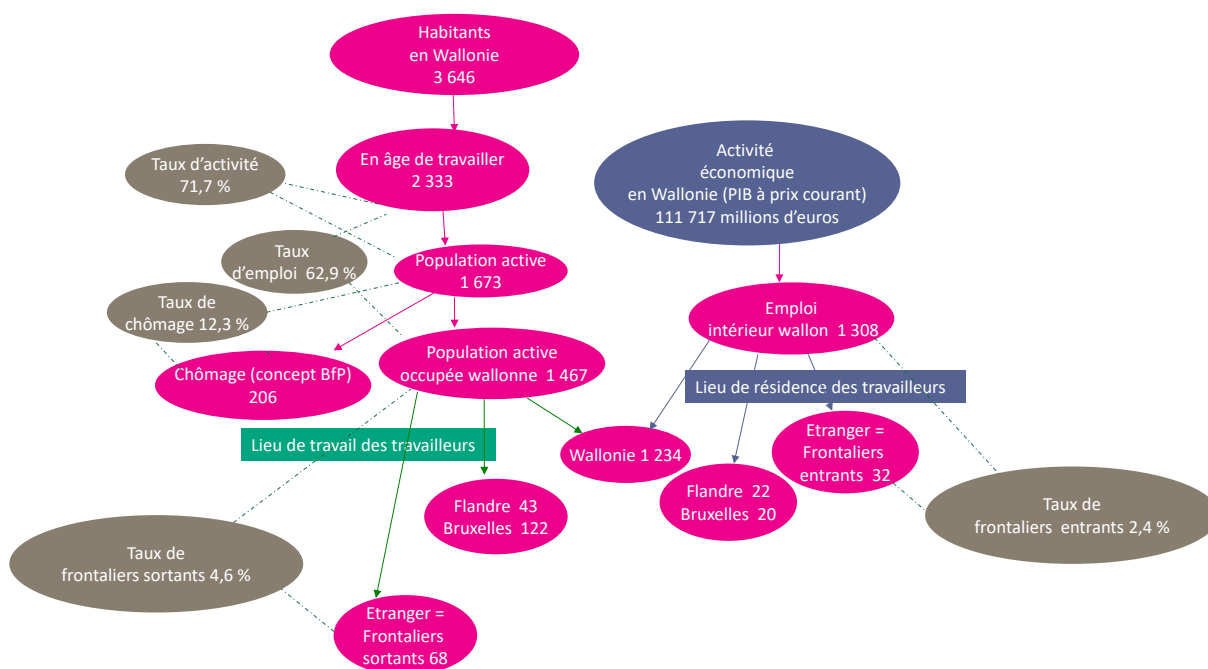 Habitants
en Wallonie
3 646
En âge de travailler
2 333
Taux d'activité
71,7 %
Activité
économique
en Wallonie (PIB à prix courant)
111 717 millions d'euros
Taux
d'emploi 62,9 %
Population active
1 673
Taux de
chômage 12,3 %
Emploi
intérieur wallon 1 308
Chômage (concept BfP)
206
Population active
occupée wallonne 1 467
Lieu de résidence des travailleurs
Lieu de travail des travailleurs
Wallonie 1 234
Etranger =
Frontaliers
entrants 32
Flandre 43
Bruxelles 122
Flandre 22
Bruxelles 20
Taux de
frontaliers entrants 2,4 %
Taux de
frontaliers sortants 4,6 %
Etranger =
Frontaliers
sortants 68